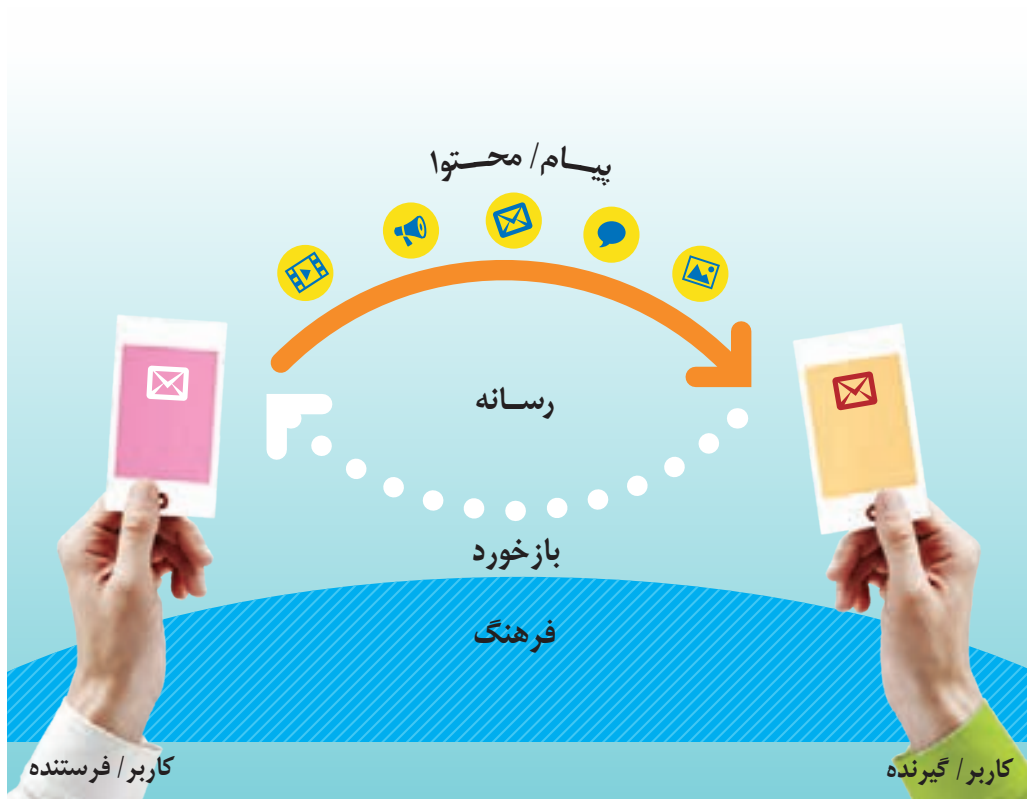 پیام / محتوا
رسانه
بازخورد
فرهنگ
کاربر / گیرنده
کاربر / فرستنده